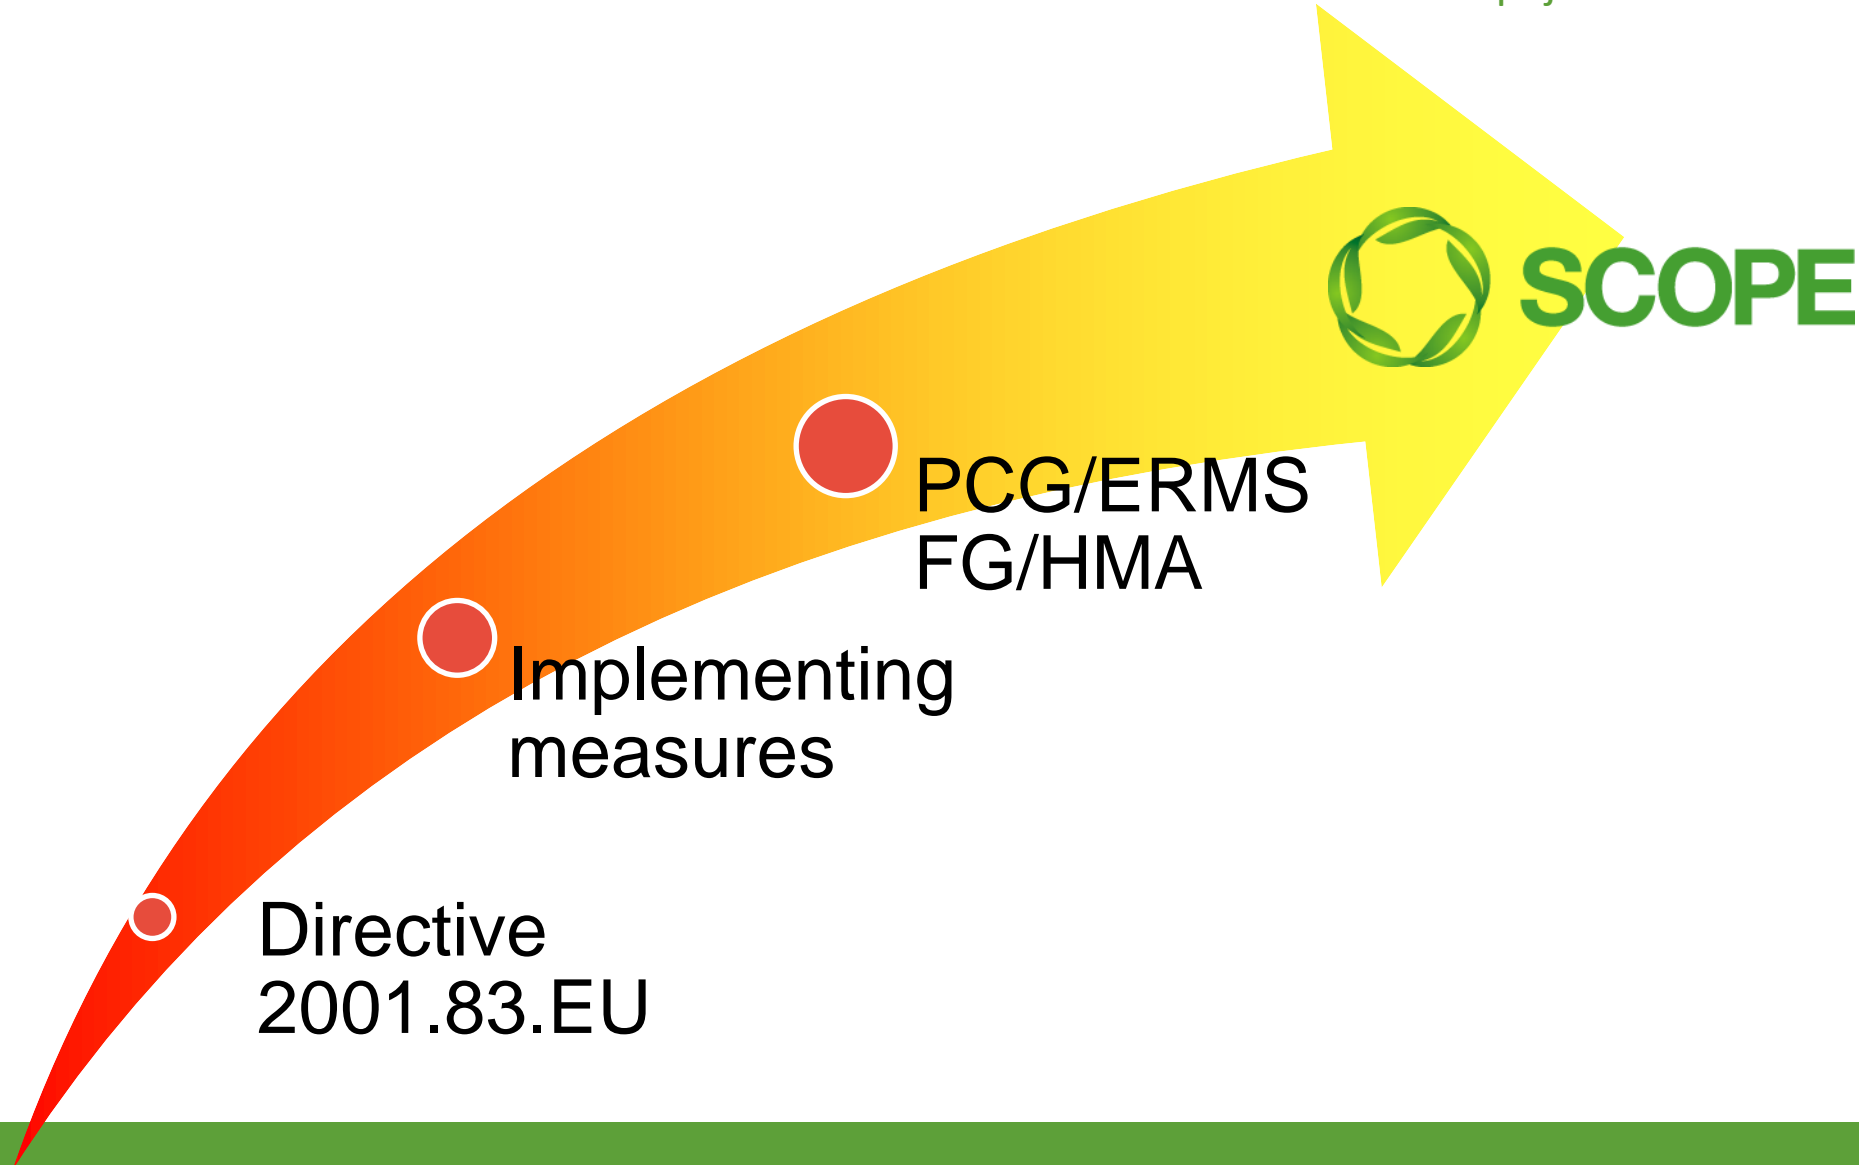 SCOPE
PCG/ERMS
FG/HMA
Implementing
measures
Directive
2001.83.EU